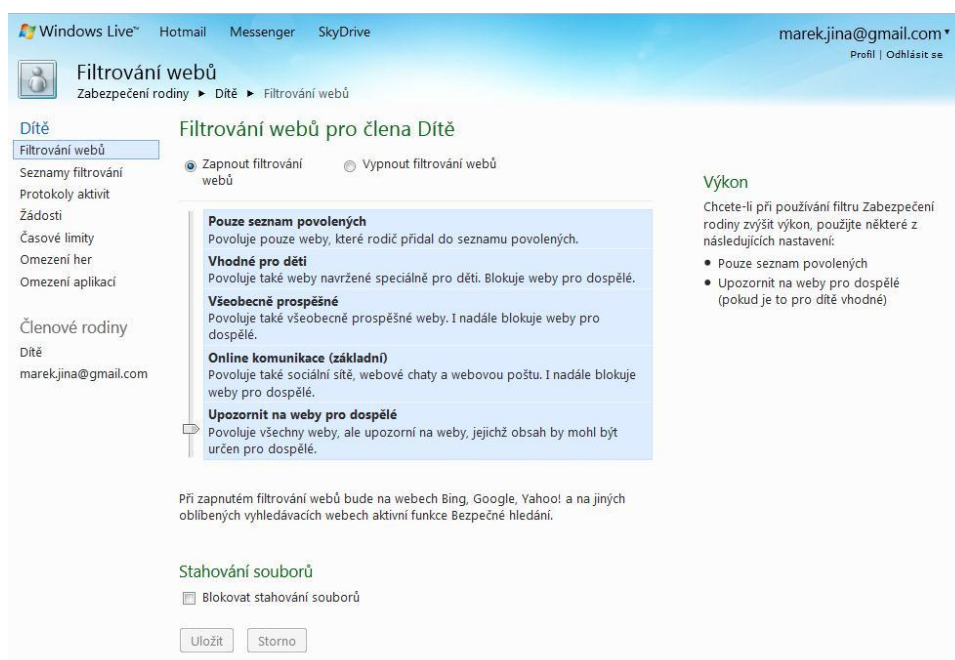 Windows Live™ Hotmail Messenger SkyDrive marek.jina@gmail.com
Profil | Odhlásit se
Filtrování webů
Zabezpečení rodiny ► Dítě ► Filtrování webů
Dítě
Filtrování webů
Seznamy filtrování
Protokoly aktivit
Žádosti
Časové limity
Omezení her
Omezení aplikací
Členové rodiny
Dítě
marek.jina@gmail.com
Filtrování webů pro člena Dítě
Zapnout filtrování
webů
Vypnout filtrování webů
Pouze seznam povolených
Povoluje pouze weby, které rodič přidal do seznamu povolených.
Vhodné pro děti
Povoluje také weby navržené speciálně pro děti. Blokuje weby pro dospělé.
Všeobecně prospěšné
Povoluje také všeobecně prospěšné weby. I nadále blokuje weby pro
dospělé.
Online komunikace (základní)
Povoluje také sociální sítě, webové chaty a webovou poštu. I nadále blokuje
weby pro dospělé.
Upozornit na weby pro dospělé
Povoluje všechny weby, ale upozorní na weby, jejichž obsah by mohl být
určen pro dospělé.
Při zapnutém filtrování webů bude na webech Bing, Google, Yahoo! a na jiných
oblíbených vyhledávacích webech aktivní funkce Bezpečné hledání.
Stahování souborů
Blokovat stahování souborů
Uložit Storno
Výkon
Chcete-li při používání filtru Zabezpečení
rodiny zvýšit výkon, použijte některé z
následujících nastavení:
• Pouze seznam povolených
• Upozornit na weby pro dospělé
(pokud je to pro dítě vhodné)